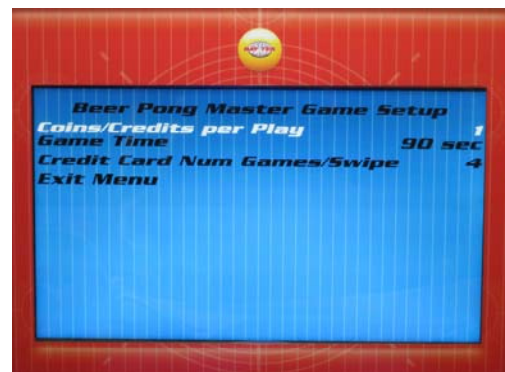 Beer Pong Master Game Setup
Coins/Credits per Play 1
Game Time 90 sec
Credit Card Num Games/Swipe 4
Exit Menu